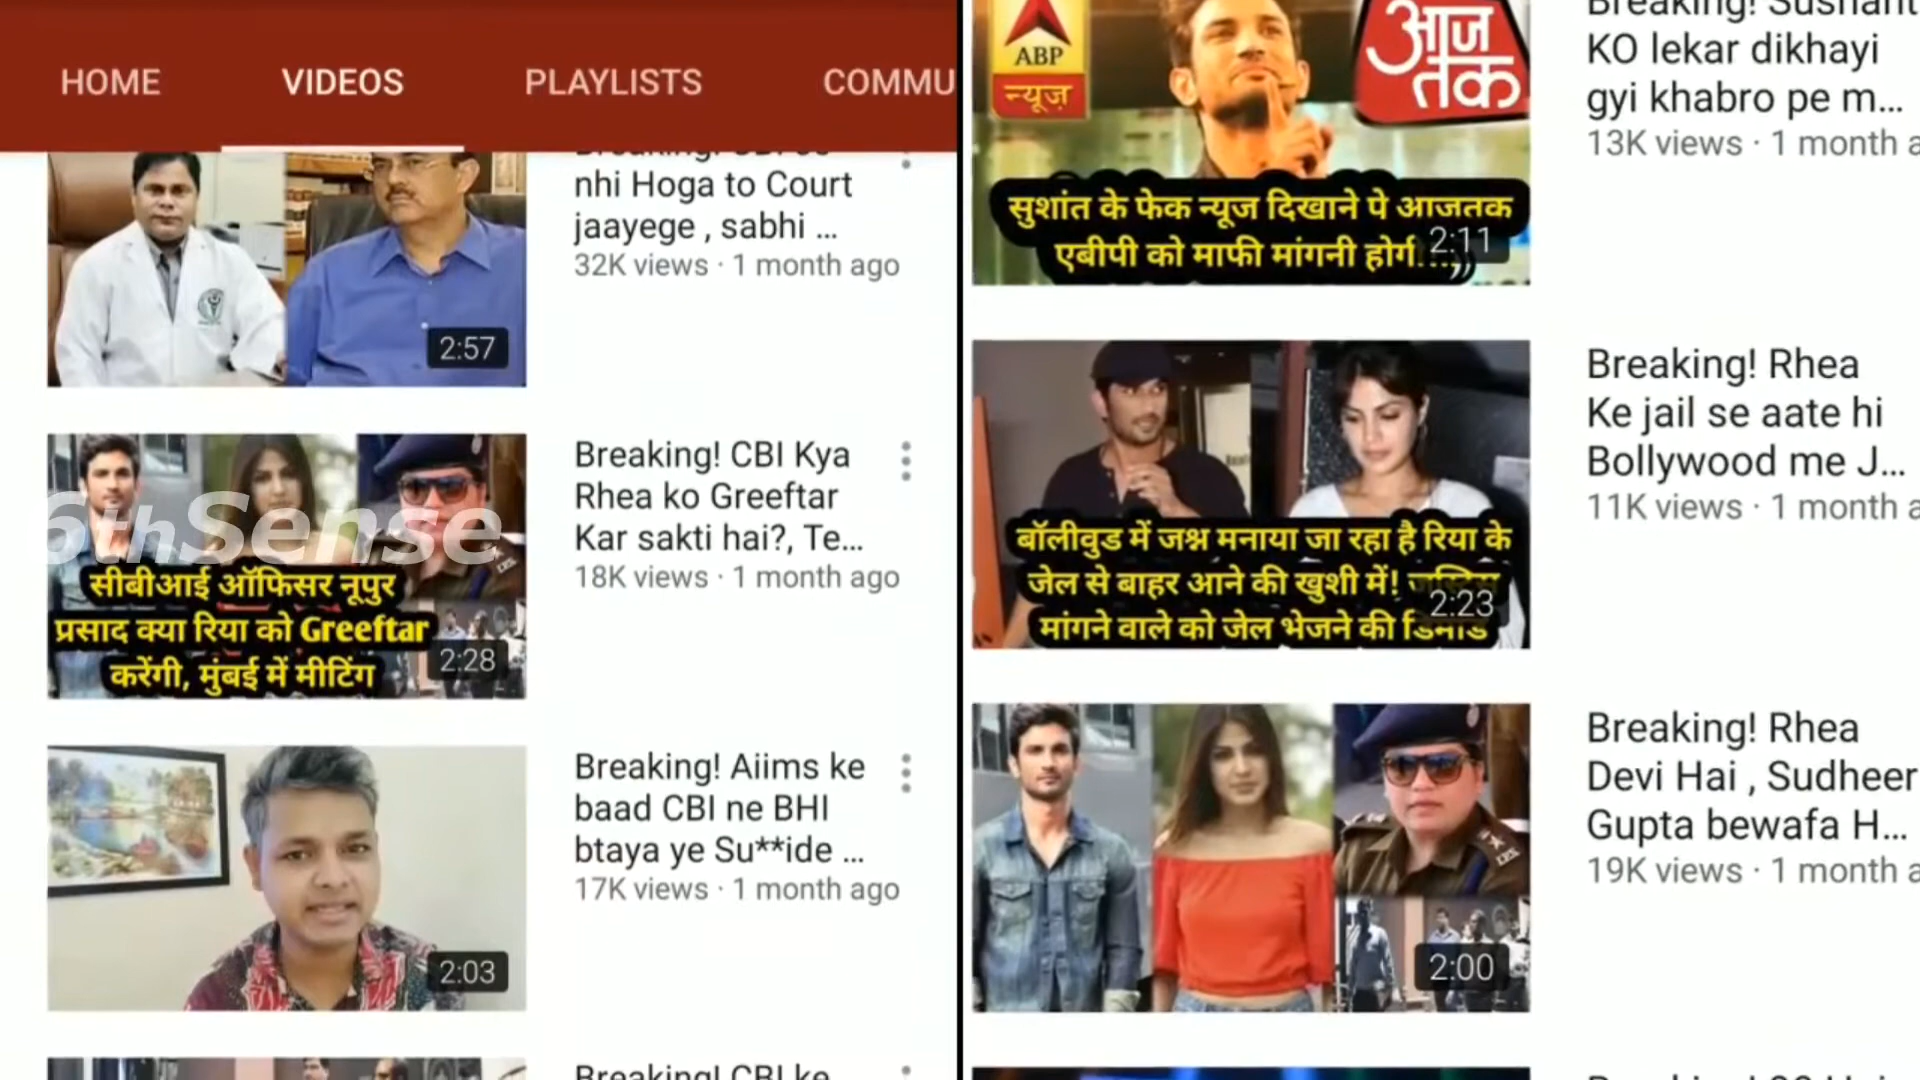 HOME VIDEOS PLAYLISTS COMMU
nhi Hoga to Court
jaayege , sabhi ...
32K views · 1 month ago
2:57
6thSense
सीबीआई ऑफिसर नूपुर
प्रसाद क्या रिया को Greeftar
करेंगी, मुंबई में मीटिंग
2:28
Breaking! CBI Kya
Rhea ko Greeftar
Kar sakti hai?, Te...
18K views · 1 month ago
2:03
Breaking! Aiims ke
baad CBI ne BHI
btaya ye Su**ide ...
17K views · 1 month ago
Breaking! CBI ke
ABP
न्यूज़
आज
तक
सुशांत के फेक न्यूज दिखाने पे आजतक
एबीपी को माफी मांगनी होगी...,,
2:11
Breaking! Sushant
KO lekar dikhayi
gyi khabro pe m...
13K views · 1 month a
बॉलीवुड में जश्न मनाया जा रहा है रिया के
जेल से बाहर आने की खुशी में!
मांगने वाले को जेल भेजने की डिमांड
2:23
Breaking! Rhea
Ke jail se aate hi
Bollywood me J...
11K views · 1 month a
2:00
Breaking! Rhea
Devi Hai , Sudheer
Gupta bewafa H...
19K views · 1 month a